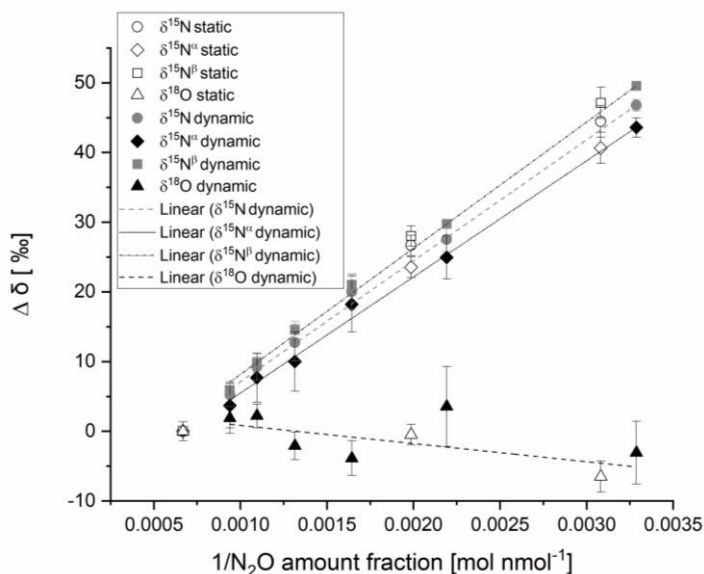 δ¹⁵N static
δ¹⁵Nᵅ static
δ¹⁵Nᵝ static
δ¹⁸O static
δ¹⁵N dynamic
δ¹⁵Nᵅ dynamic
δ¹⁵Nᵝ dynamic
δ¹⁸O dynamic
Linear (δ¹⁵N dynamic)
Linear (δ¹⁵Nᵅ dynamic)
Linear (δ¹⁵Nᵝ dynamic)
Linear (δ¹⁸O dynamic)
Δ δ [ ‰]
50
40
30
20
10
0
-10
0.0005 0.0010 0.0015 0.0020 0.0025 0.0030 0.0035
1/N₂O amount fraction [mol nmol⁻¹]